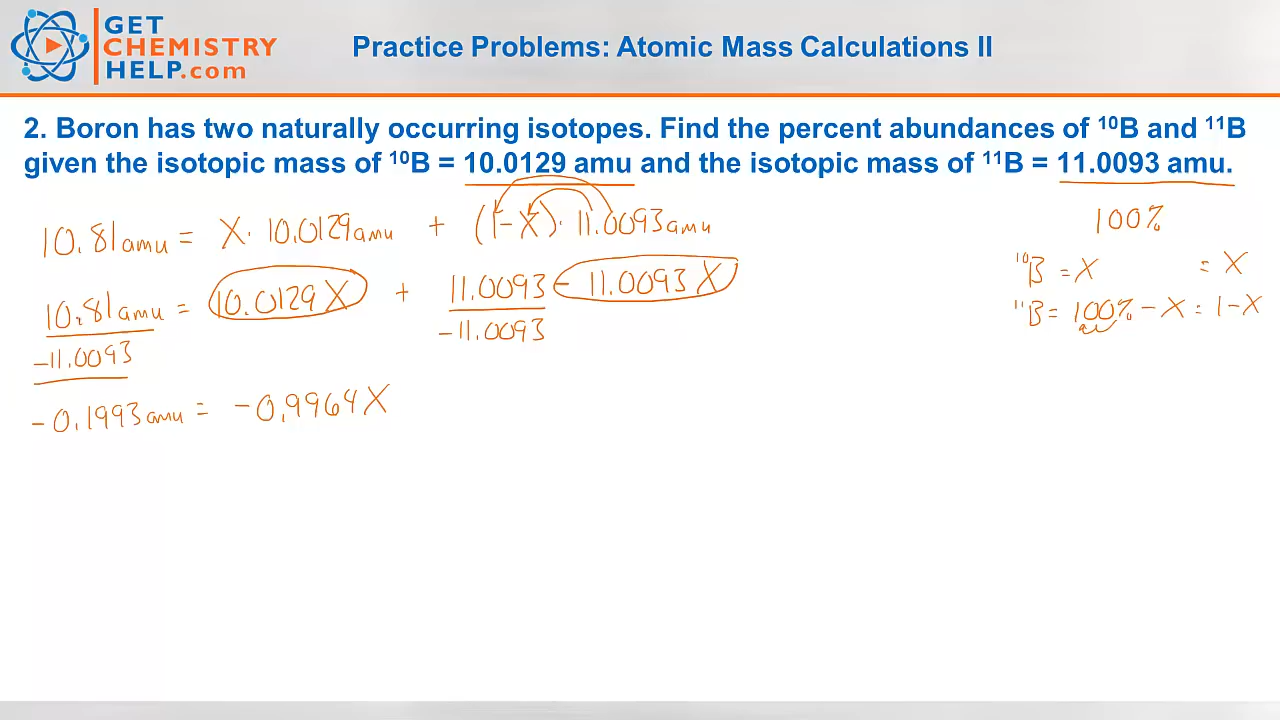 GET
CHEMISTRY
HELP.com
Practice Problems: Atomic Mass Calculations II
2. Boron has two naturally occurring isotopes. Find the percent abundances of ¹⁰B and ¹¹B
given the isotopic mass of ¹⁰B = 10.0129 amu and the isotopic mass of ¹¹B = 11.0093 amu.
10.81amu = X · 10.0129amu + (1-X) · 11.0093amu
10.81amu = 10.0129X + 11.0093 - 11.0093X
-11.0093 -11.0093
-0.1993amu = -0.9964X
100%
¹⁰B = X = X
¹¹B = 100% - X = 1-X